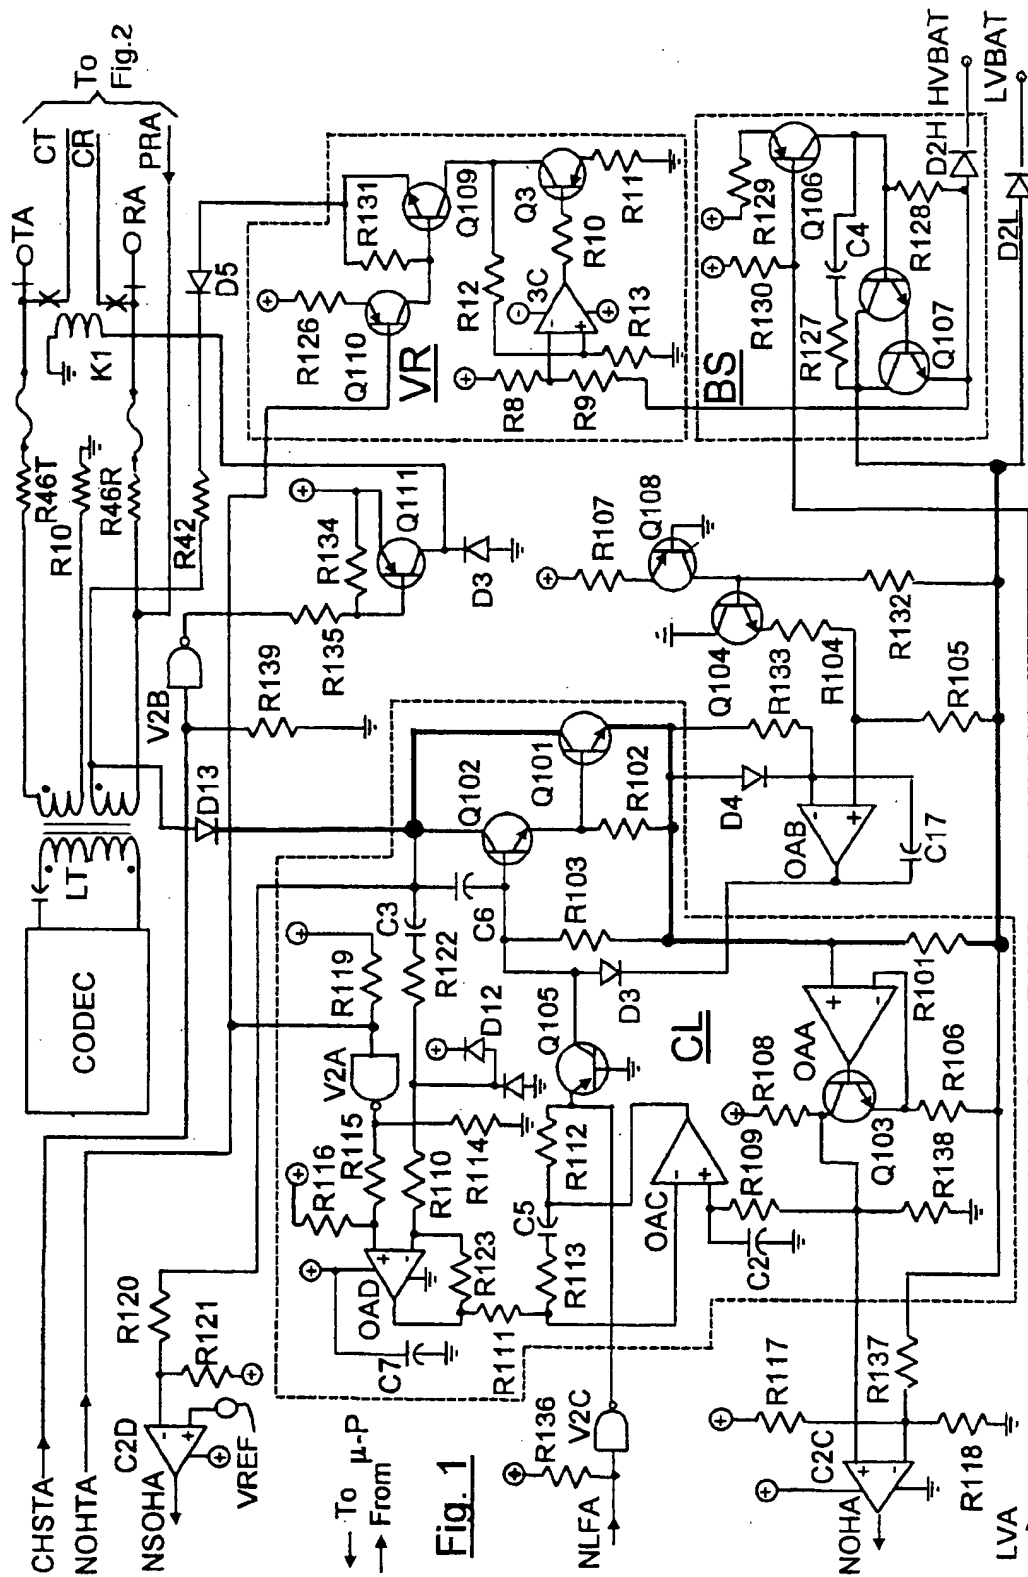 CHSTA
NOHTA
NSOHA
C2D
R120
R121
VREF
To
From
μ-P
Fig. 1
NLFA
R136
V2C
NOHA
C2C
R117
R137
R118
LVA
CODEC
LT
D13
V2B
R139
R135
R134
Q111
D3
R46T
R10
R46R
R42
D5
K1
TA
CT
CR
RA
PRA
To
Fig.2
R116
R115
V2A
R119
C3
R122
D12
R110
R114
OAD
C7
R123
R111
R113
C5
R112
Q105
CL
OAC
C2
R109
R108
R138
Q103
R106
OAA
R101
C6
Q102
Q101
R102
R103
D3
D4
OAB
C17
R133
Q104
R104
R105
R107
Q108
R132
R126
Q110
R131
Q109
VR
R8
R9
R12
3C
R10
R13
Q3
R11
BS
R130
R129
Q106
R127
C4
R128
Q107
D2H
HVBAT
D2L
LVBAT